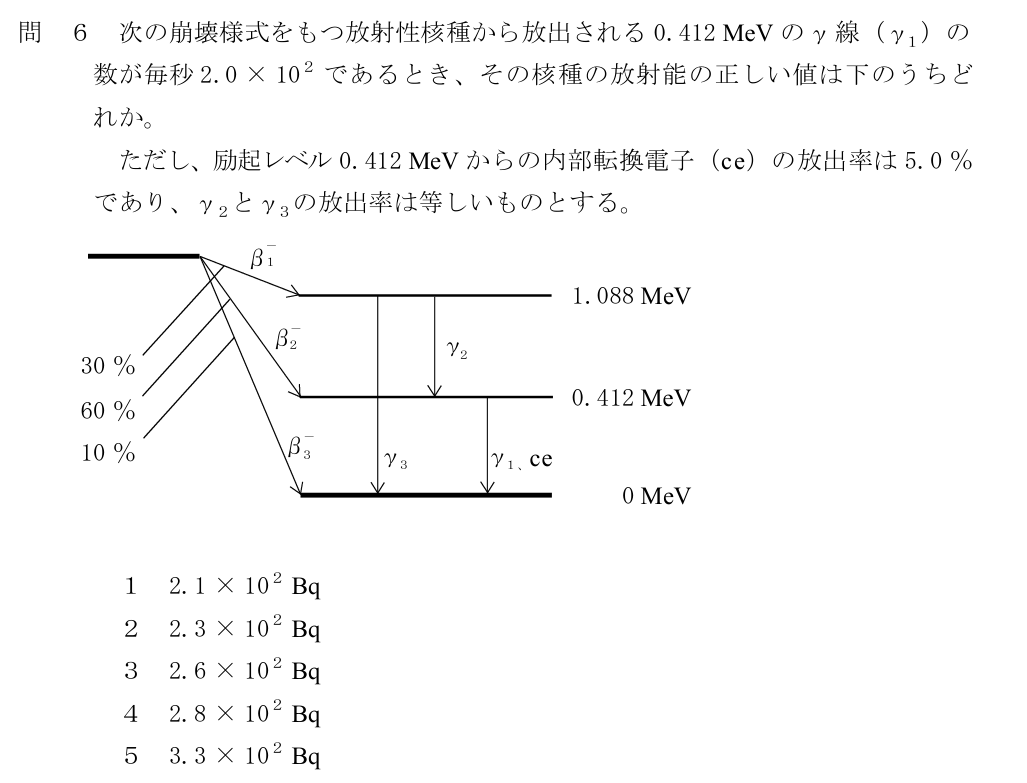 問 6 次の崩壊様式をもつ放射性核種から放出される 0.412 MeV の γ 線（γ₁）の
数が毎秒 2.0 × 10² であるとき、その核種の放射能の正しい値は下のうちど
れか。
ただし、励起レベル 0.412 MeV からの内部転換電子（ce）の放出率は 5.0 %
であり、γ₂とγ₃の放出率は等しいものとする。
β₁⁻
1.088 MeV
β₂⁻
γ₂
30 %
0.412 MeV
60 %
10 %
β₃⁻
γ₃
γ₁、ce
0 MeV
1 2.1 × 10² Bq
2 2.3 × 10² Bq
3 2.6 × 10² Bq
4 2.8 × 10² Bq
5 3.3 × 10² Bq